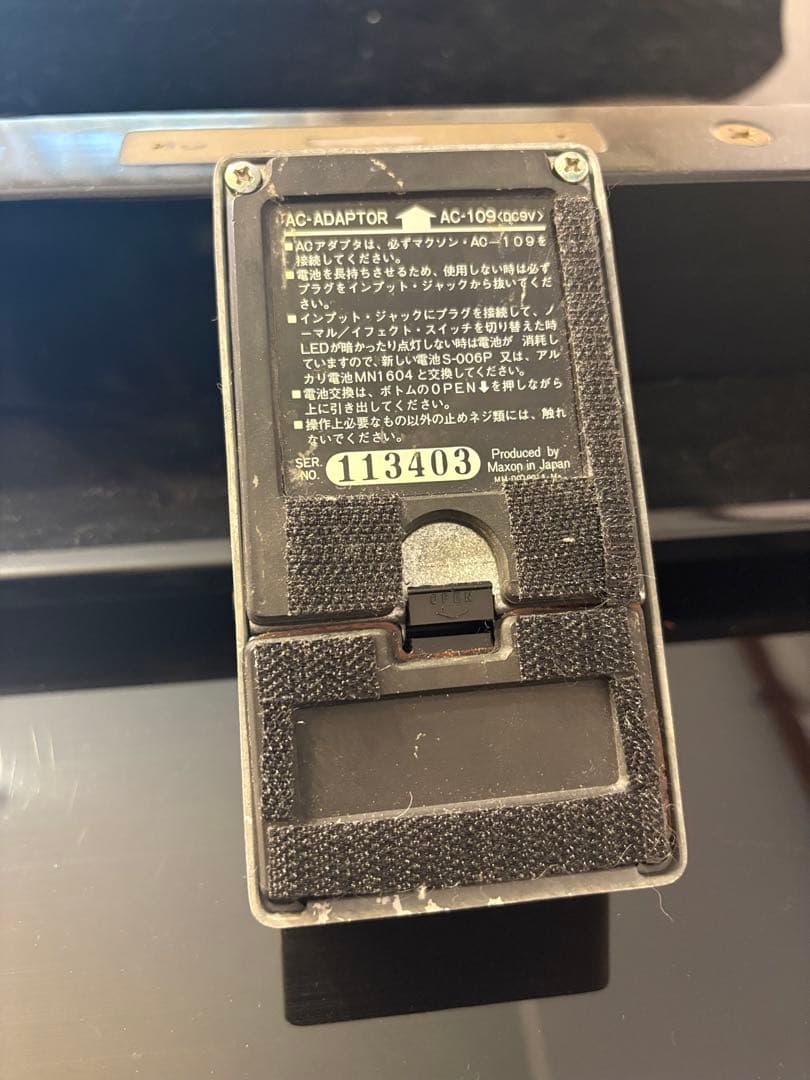 AC-ADAPTOR AC-109<DC9V>
■ACアダプタは、必ずマクソン・AC−109を
接続してください。
■電池を長持ちさせるため、使用しない時は必ず
プラグをインプット・ジャックから抜いてくだ
さい。
■インプット・ジャックにプラグを接続して、ノ
ーマル/イフェクト・スイッチを切り替えた時
LEDが暗かったり点灯しない時は電池が 消耗し
ていますので、新しい電池S-006P 又は、アル
カリ電池MN1604と交換してください。
■電池交換は、ボトムのOPEN⬇を押しながら
上に引き出してください。
■操作上必要なもの以外の止めネジ類には、触れ
ないでください。
SER. NO. 113403
Produced by
Maxon in Japan
OPEN